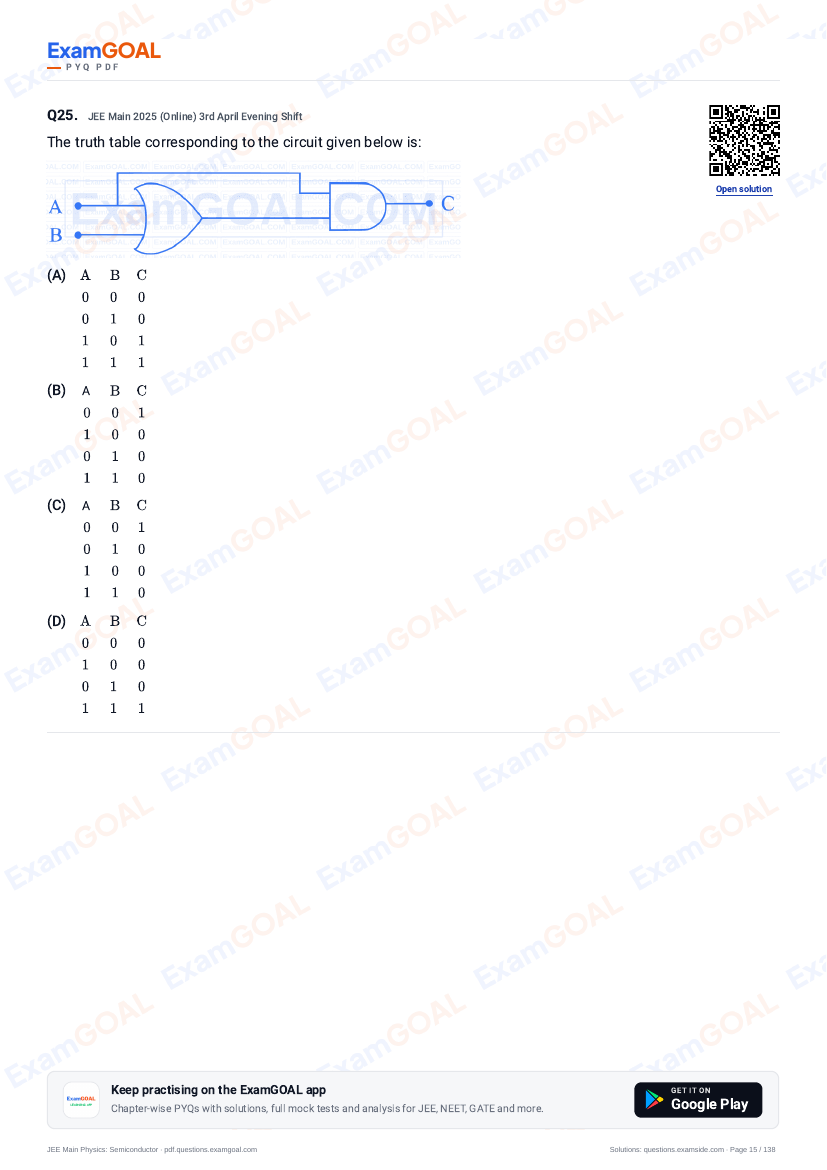 ExamGOAL
PYQ PDF
Q25. JEE Main 2025 (Online) 3rd April Evening Shift
The truth table corresponding to the circuit given below is:
Open solution
A
B
C
ExamGOAL.COM
(A) A B C
0 0 0
0 1 0
1 0 1
1 1 1
(B) A B C
0 0 1
1 0 0
0 1 0
1 1 0
(C) A B C
0 0 1
0 1 0
1 0 0
1 1 0
(D) A B C
0 0 0
1 0 0
0 1 0
1 1 1
Keep practising on the ExamGOAL app
Chapter-wise PYQs with solutions, full mock tests and analysis for JEE, NEET, GATE and more.
GET IT ON
Google Play
JEE Main Physics: Semiconductor · pdf.questions.examgoal.com
Solutions: questions.examside.com · Page 15 / 138